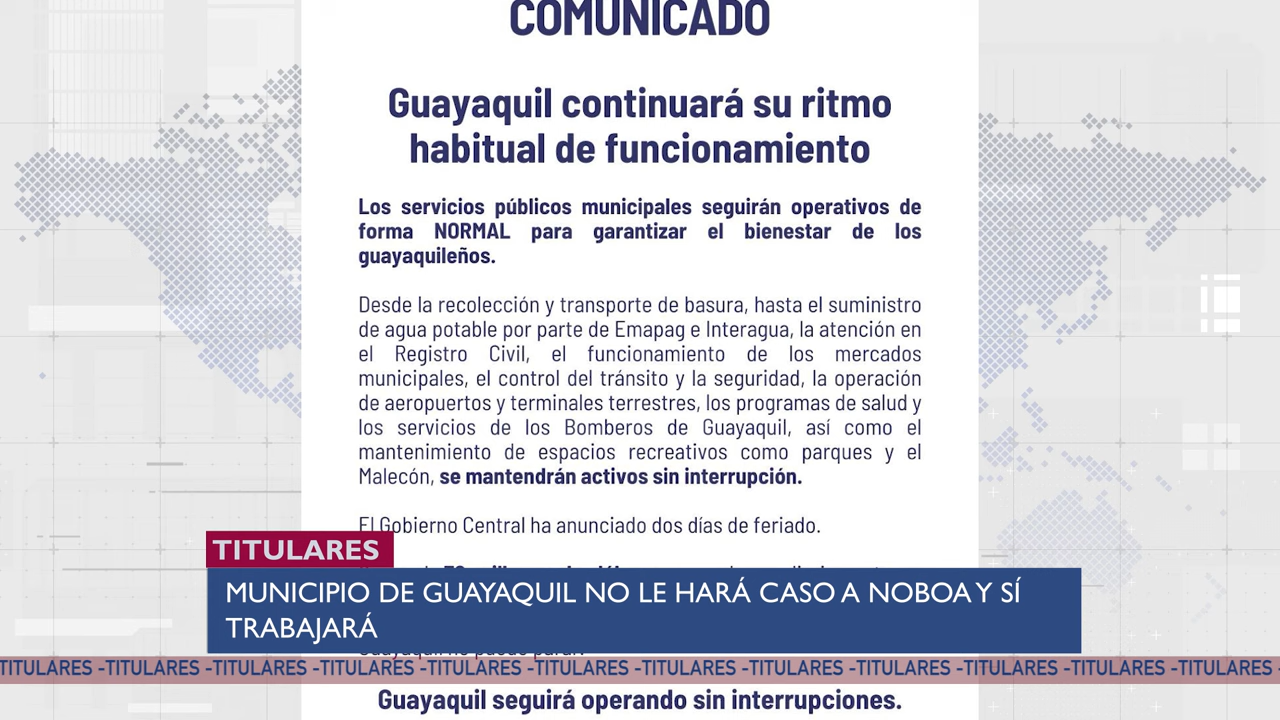 COMUNICADO
Guayaquil continuará su ritmo
habitual de funcionamiento
Los servicios públicos municipales seguirán operativos de
forma NORMAL para garantizar el bienestar de los
guayaquileños.
Desde la recolección y transporte de basura, hasta el suministro
de agua potable por parte de Emapag e Interagua, la atención en
el Registro Civil, el funcionamiento de los mercados
municipales, el control del tránsito y la seguridad, la operación
de aeropuertos y terminales terrestres, los programas de salud y
los servicios de los Bomberos de Guayaquil, así como el
mantenimiento de espacios recreativos como parques y el
Malecón, se mantendrán activos sin interrupción.
El Gobierno Central ha anunciado dos días de feriado.
TITULARES
MUNICIPIO DE GUAYAQUIL NO LE HARÁ CASO A NOBOA Y SÍ
TRABAJARÁ
TITULARES -TITULARES -TITULARES -TITULARES -TITULARES -TITULARES -TITULARES -TITULARES -TITULARES -TITULARES -TITULARES -TITULARES -
Guayaquil seguirá operando sin interrupciones.